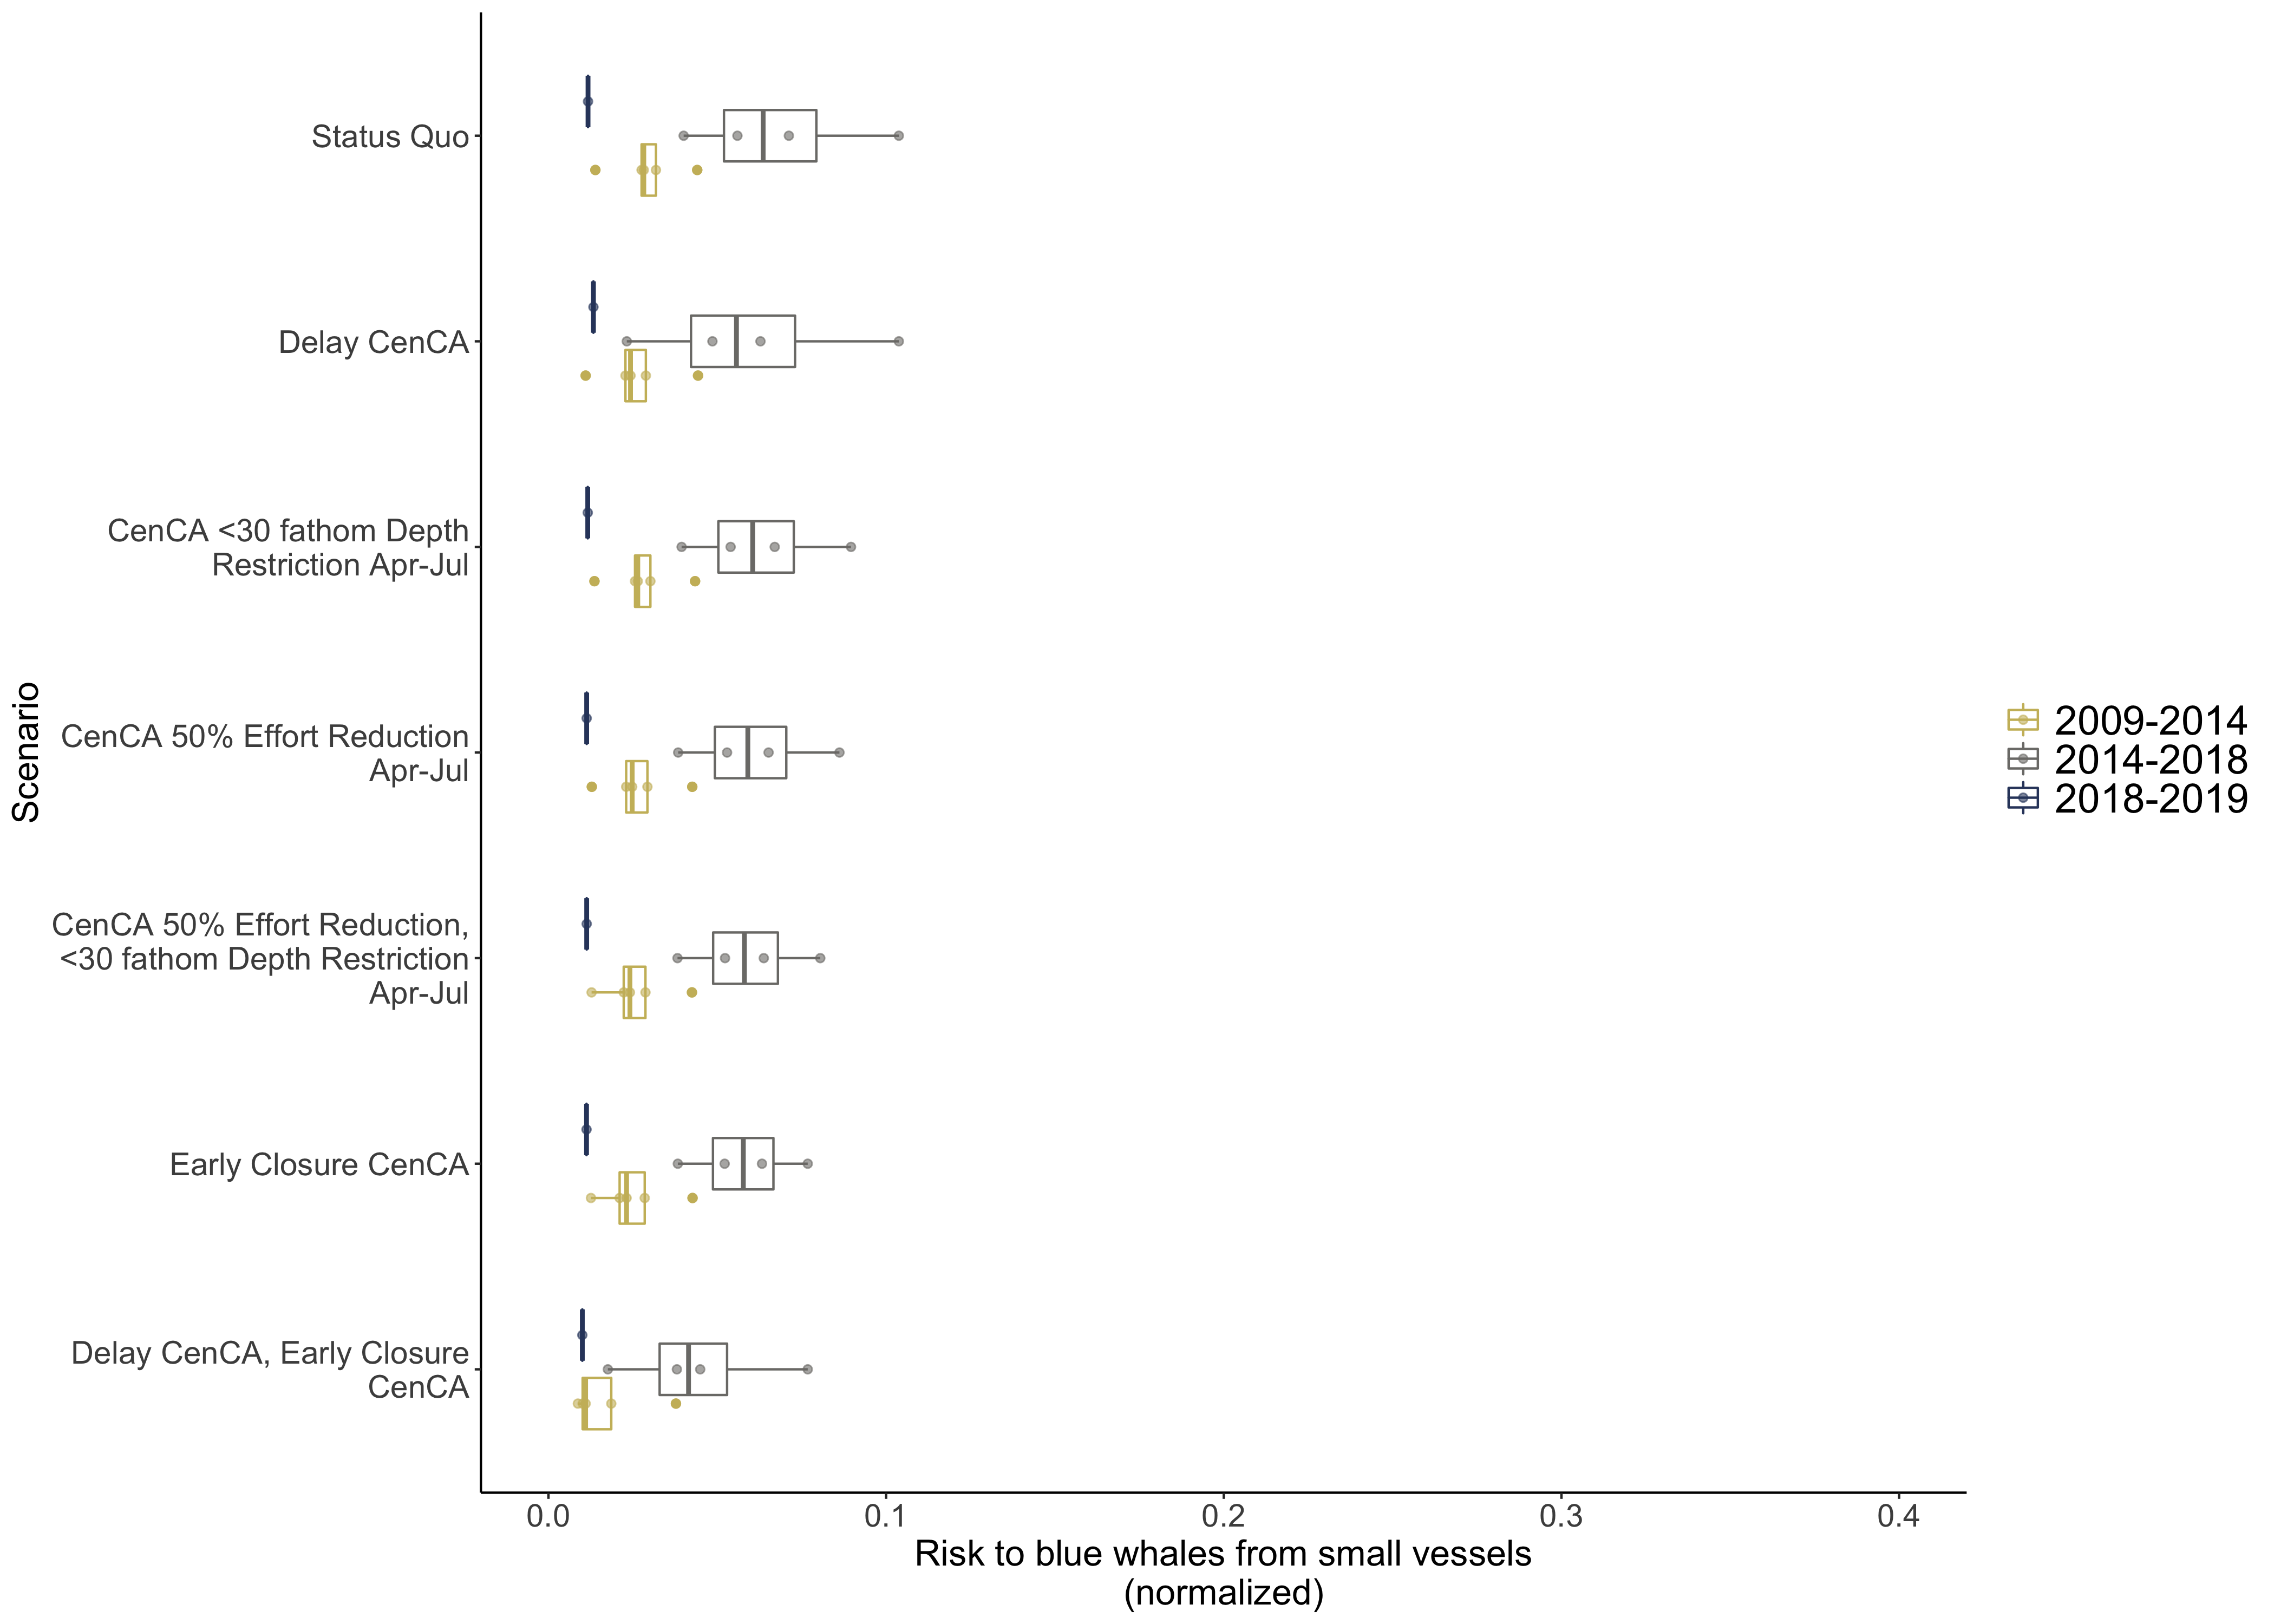 Status Quo
Delay CenCA
CenCA <30 fathom Depth
Restriction Apr-Jul
CenCA 50% Effort Reduction
Apr-Jul
CenCA 50% Effort Reduction,
<30 fathom Depth Restriction
Apr-Jul
Early Closure CenCA
Delay CenCA, Early Closure
CenCA
Scenario
0.0 0.1 0.2 0.3 0.4
Risk to blue whales from small vessels
(normalized)
2009-2014
2014-2018
2018-2019